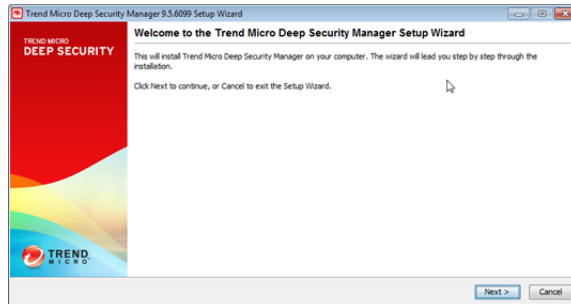 Trend Micro Deep Security Manager 9.5.6099 Setup Wizard
TREND MICRO
DEEP SECURITY
Welcome to the Trend Micro Deep Security Manager Setup Wizard
This will install Trend Micro Deep Security Manager on your computer. The wizard will lead you step by step through the
installation.
Click Next to continue, or Cancel to exit the Setup Wizard.
TREND
MICRO
Next >
Cancel